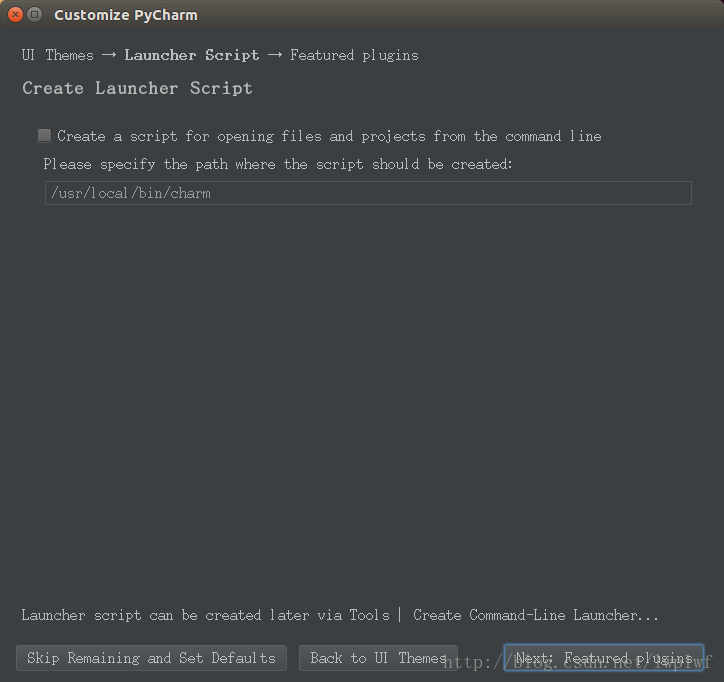 Customize PyCharm
UI Themes → Launcher Script → Featured plugins
Create Launcher Script
Create a script for opening files and projects from the command line
Please specify the path where the script should be created:
/usr/local/bin/charm
Launcher script can be created later via Tools | Create Command-Line Launcher...
Skip Remaining and Set Defaults
Back to UI Themes
Next: Featured plugins
http://blog.csdn.net/